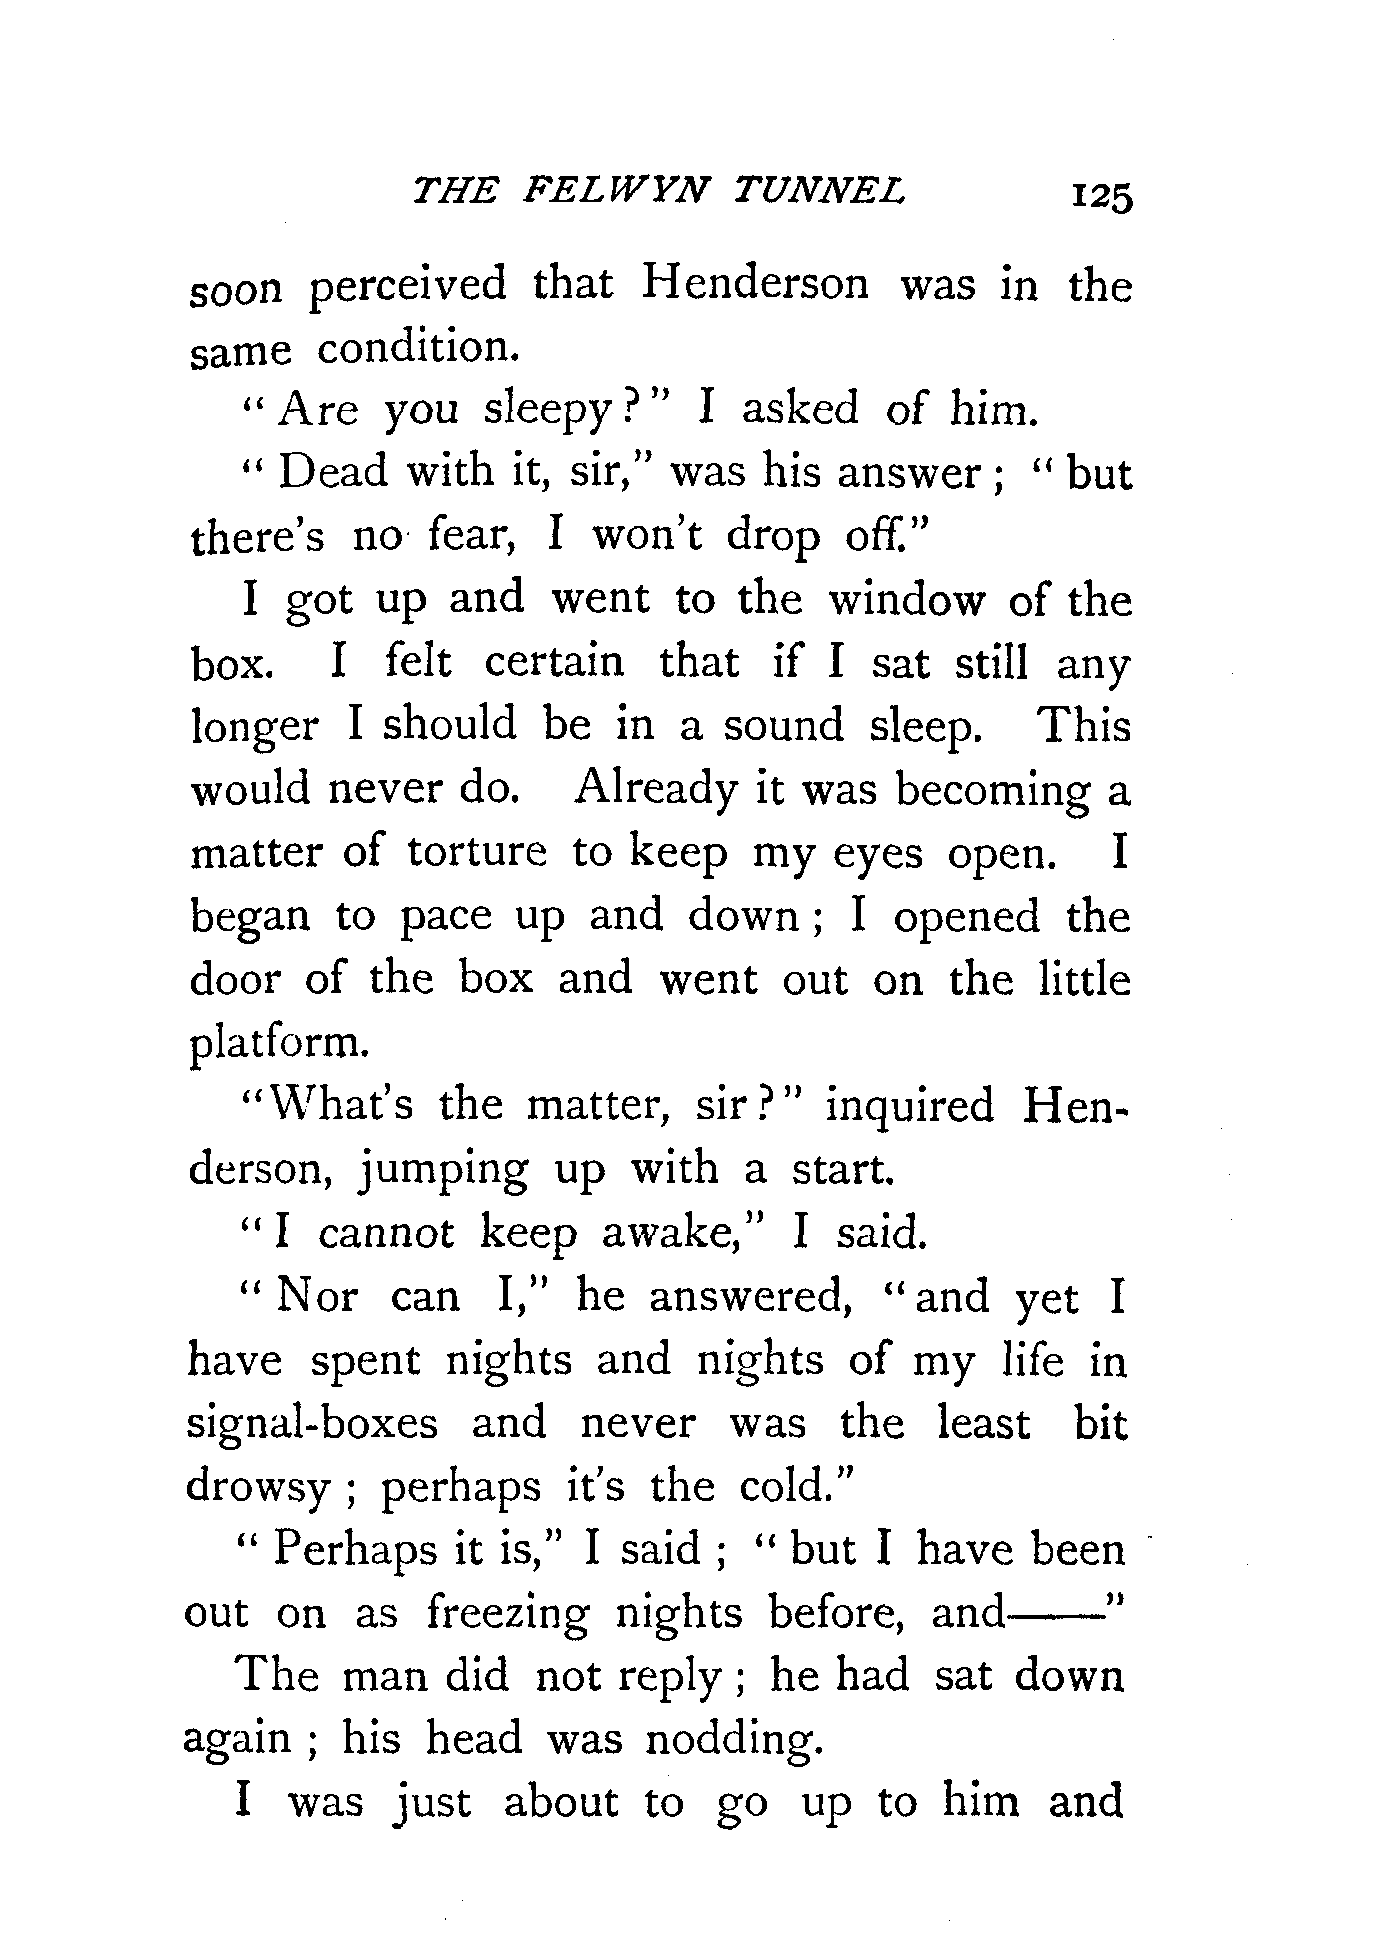 THE FELWYN TUNNEL 125
soon perceived that Henderson was in the
same condition.
“ Are you sleepy ? ” I asked of him.
“ Dead with it, sir,” was his answer ; “ but
there's no fear, I won't drop off.”
I got up and went to the window of the
box. I felt certain that if I sat still any
longer I should be in a sound sleep. This
would never do. Already it was becoming a
matter of torture to keep my eyes open. I
began to pace up and down ; I opened the
door of the box and went out on the little
platform.
“What's the matter, sir ? ” inquired Hen-
derson, jumping up with a start.
“ I cannot keep awake,” I said.
“ Nor can I,” he answered, “ and yet I
have spent nights and nights of my life in
signal-boxes and never was the least bit
drowsy ; perhaps it's the cold.”
“ Perhaps it is,” I said ; “ but I have been
out on as freezing nights before, and——”
The man did not reply ; he had sat down
again ; his head was nodding.
I was just about to go up to him and